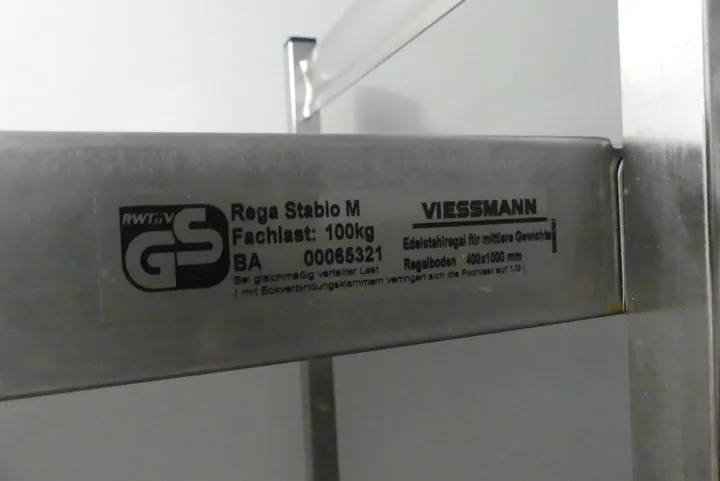 RWTÜV
GS
Rega Stabio M
Fachlast: 100kg
BA 00065321
Bei gleichmäßig verteilter Last
( mit Eckverbindungsklammern verringert sich die Fachlast auf 1/3 )
VIESSMANN
Edelstahlregal für mittlere Gewichte
Regalboden 400x1000 mm